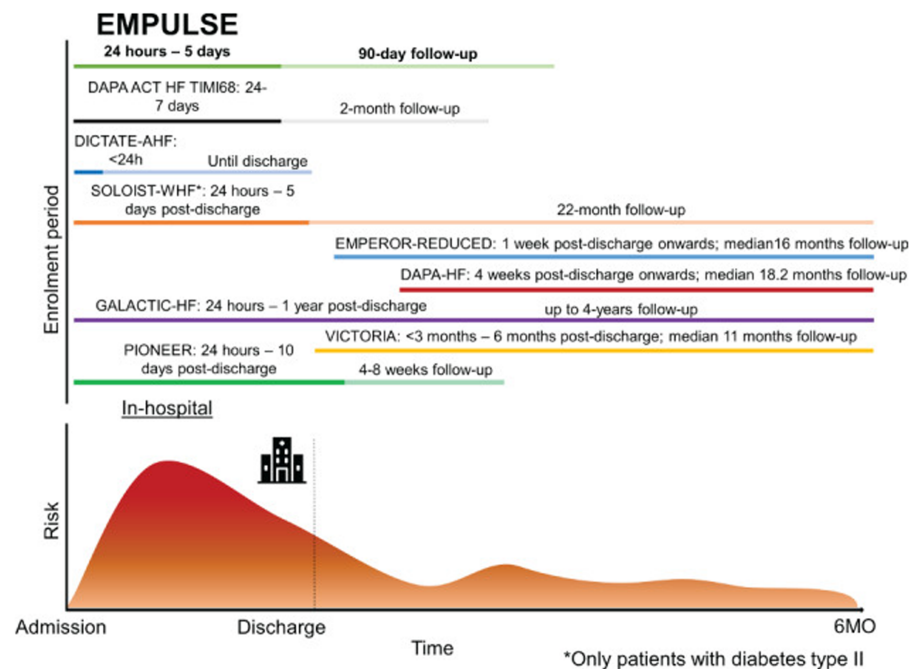 EMPULSE
24 hours – 5 days
90-day follow-up
DAPA ACT HF TIMI68: 24-
7 days
2-month follow-up
DICTATE-AHF:
<24h
Until discharge
SOLOIST-WHF*: 24 hours – 5
days post-discharge
22-month follow-up
EMPEROR-REDUCED: 1 week post-discharge onwards; median16 months follow-up
DAPA-HF: 4 weeks post-discharge onwards; median 18.2 months follow-up
GALACTIC-HF: 24 hours – 1 year post-discharge
up to 4-years follow-up
VICTORIA: <3 months – 6 months post-discharge; median 11 months follow-up
PIONEER: 24 hours – 10
days post-discharge
4-8 weeks follow-up
Enrolment period
In-hospital
Risk
Admission
Discharge
6MO
Time
*Only patients with diabetes type II